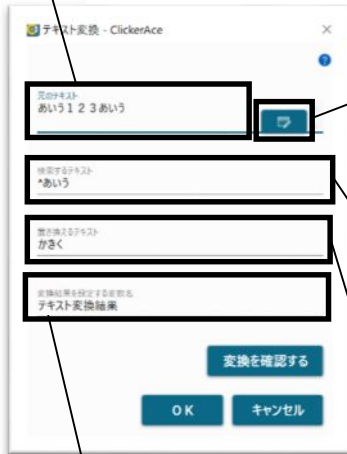 テキスト変換 - ClickerAce
元のテキスト
あいう１２３あいう
検索するテキスト
^あいう
置き換えるテキスト
かきく
変換結果を設定する変数名
テキスト変換結果
変換を確認する
OK
キャンセル